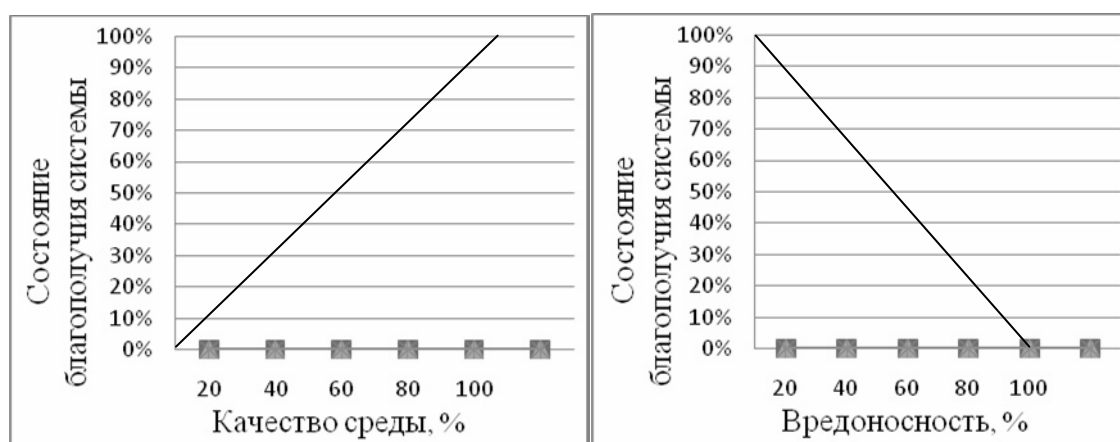 100%
90%
80%
70%
60%
50%
40%
30%
20%
10%
0%
Состояние
благополучия системы
20 40 60 80 100
Качество среды, %
100%
90%
80%
70%
60%
50%
40%
30%
20%
10%
0%
Состояние
благополучия системы
20 40 60 80 100
Вредоносность, %